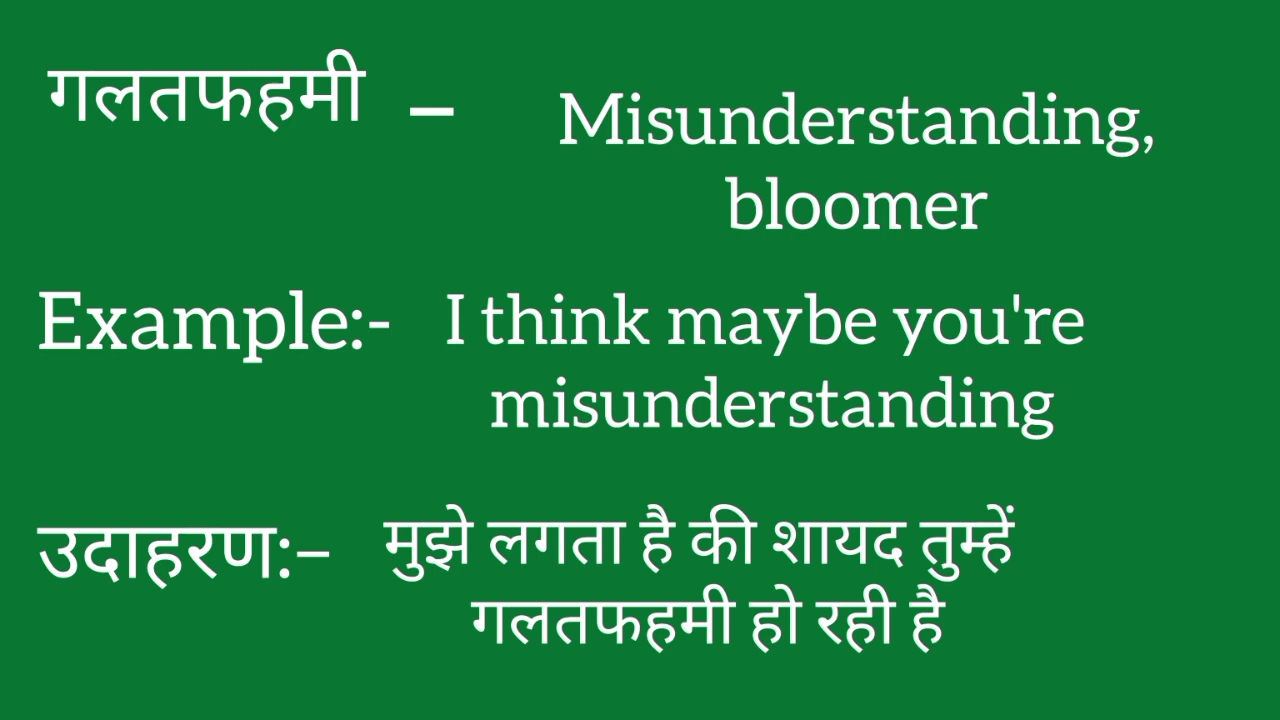 गलतफहमी – Misunderstanding,
bloomer
Example:- I think maybe you're
misunderstanding
उदाहरण:– मुझे लगता है की शायद तुम्हें
गलतफहमी हो रही है